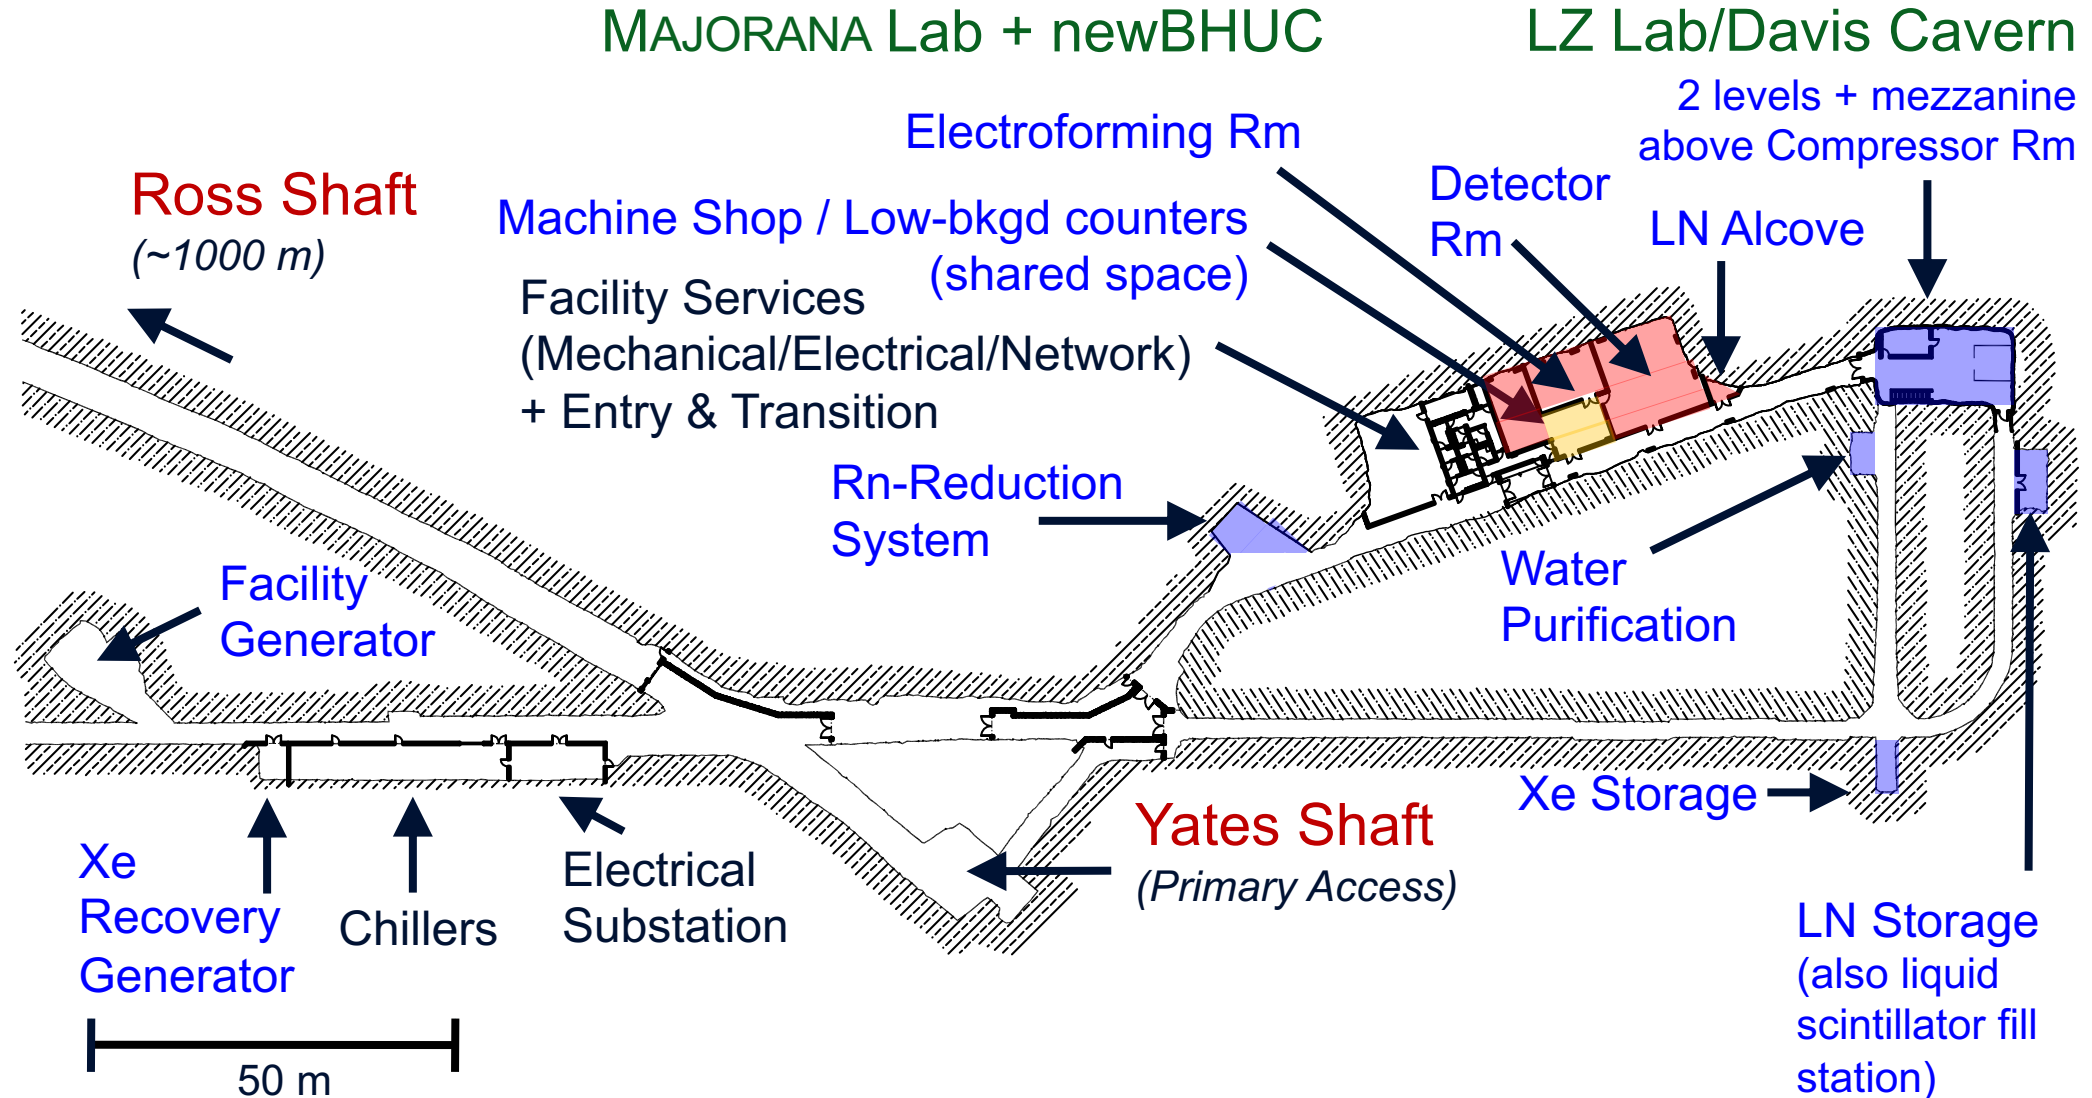 MAJORANA Lab + newBHUC
LZ Lab/Davis Cavern
2 levels + mezzanine
above Compressor Rm
Electroforming Rm
Detector
Rm
Ross Shaft
(~1000 m)
Machine Shop / Low-bkgd counters
(shared space)
LN Alcove
Facility Services
(Mechanical/Electrical/Network)
+ Entry & Transition
Rn-Reduction
System
Water
Purification
Facility
Generator
Xe Storage
Yates Shaft
(Primary Access)
Xe
Recovery
Generator
Chillers
Electrical
Substation
LN Storage
(also liquid
scintillator fill
station)
50 m